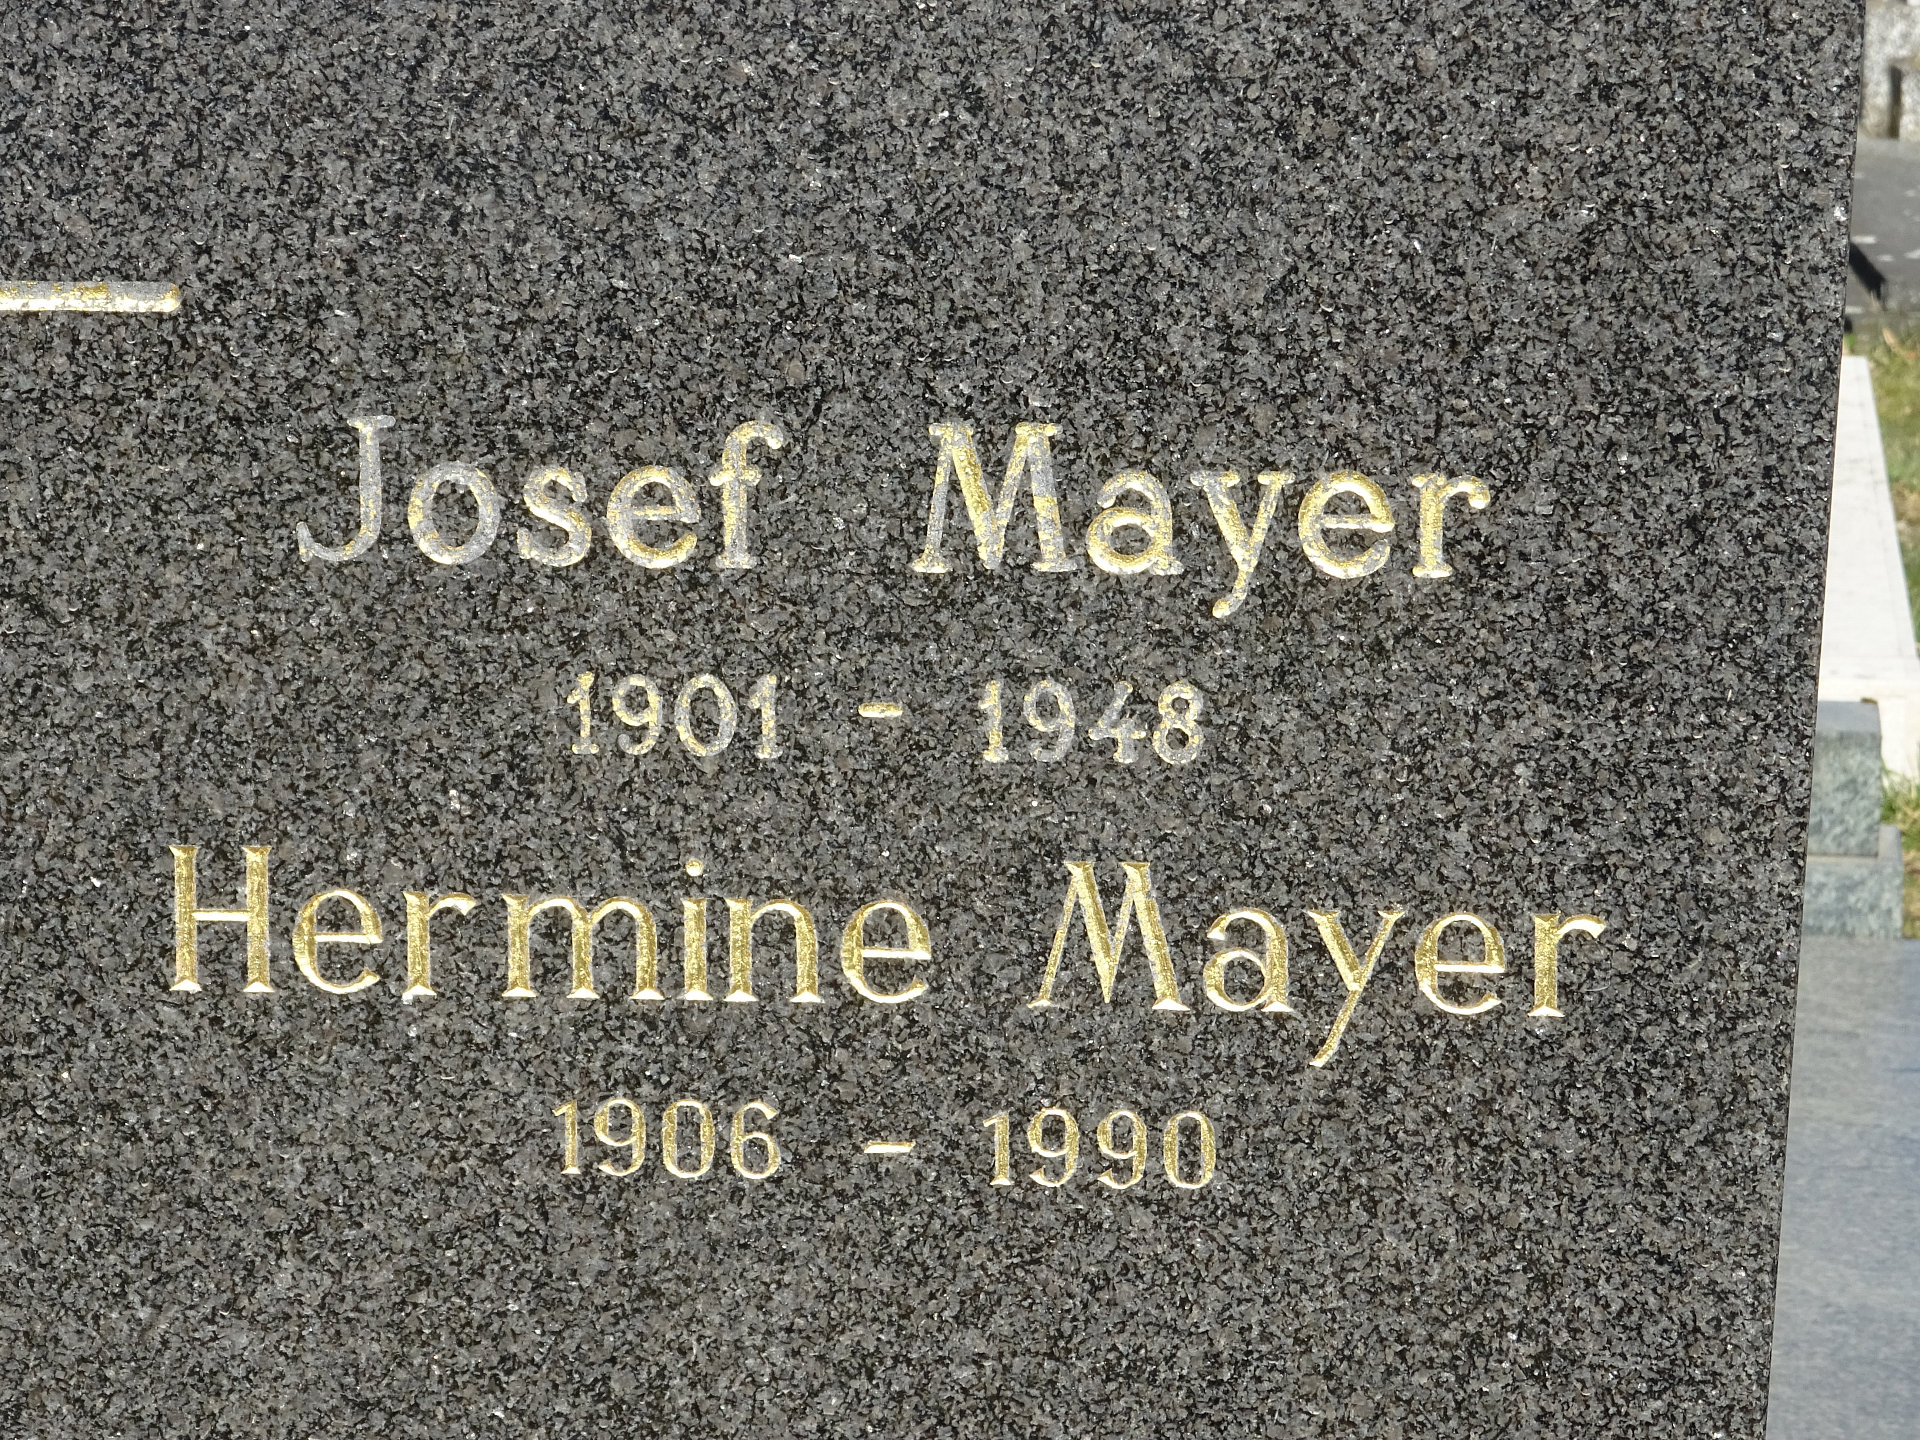 Josef Mayer
1901 - 1948
Hermine Mayer
1906 - 1990